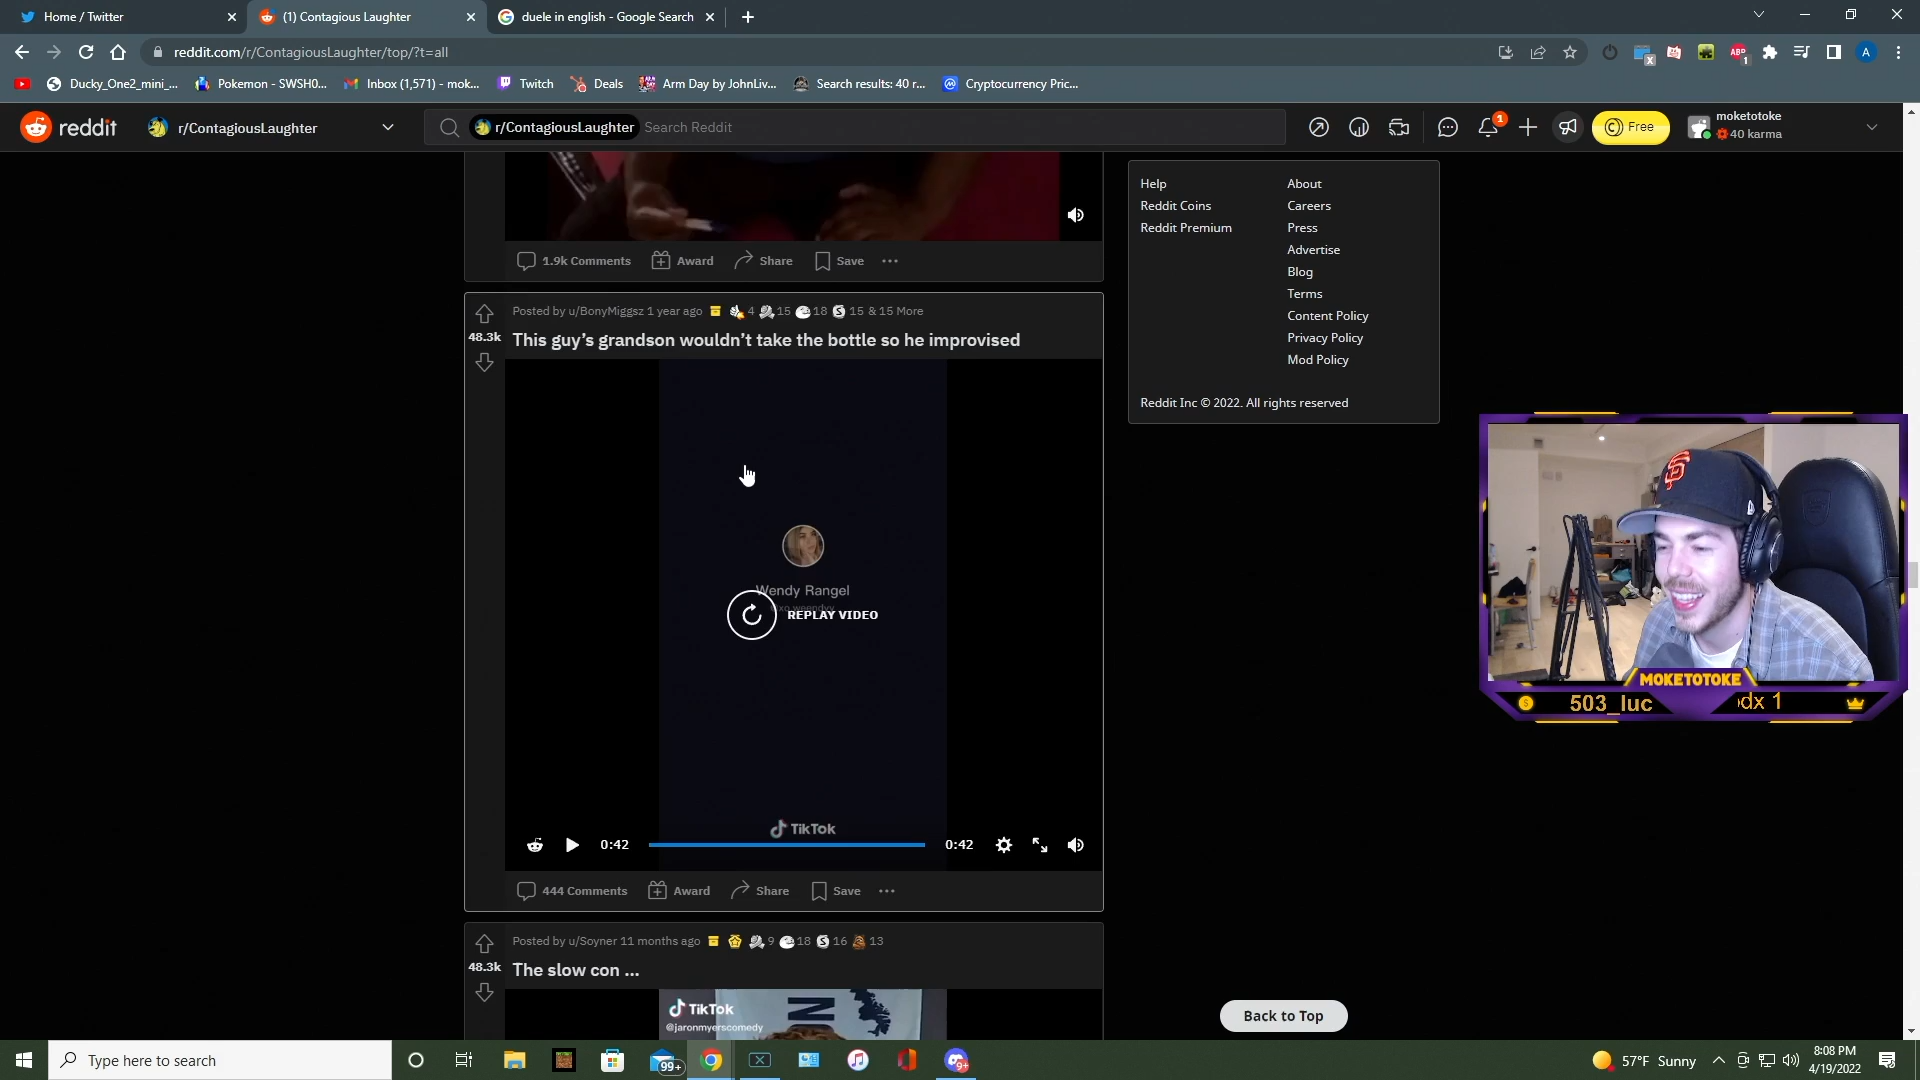 Home / Twitter
(1) Contagious Laughter
duele in english - Google Search
reddit.com/r/ContagiousLaughter/top/?t=all
Ducky_One2_mini_...
Pokemon - SWSH0...
Inbox (1,571) - mok...
Twitch
Deals
Arm Day by JohnLiv...
Search results: 40 r...
Cryptocurrency Pric...
reddit
r/ContagiousLaughter
r/ContagiousLaughter
Search Reddit
1
Free
moketotoke
40 karma
1.9k Comments
Award
Share
Save
Help
About
Reddit Coins
Careers
Reddit Premium
Press
Advertise
Blog
Terms
Content Policy
Privacy Policy
Mod Policy
Reddit Inc © 2022. All rights reserved
Posted by u/BonyMiggsz 1 year ago 4 15 18 15 & 15 More
48.3k
This guy’s grandson wouldn’t take the bottle so he improvised
Wendy Rangel
REPLAY VIDEO
TikTok
0:42
0:42
444 Comments
Award
Share
Save
MOKETOTOKE
503_luc
odx 1
Posted by u/Soyner 11 months ago 9 18 16 13
48.3k
The slow con ...
TikTok
@jaronmyerscomedy
Back to Top
Type here to search
99+
57°F Sunny
8:08 PM
4/19/2022